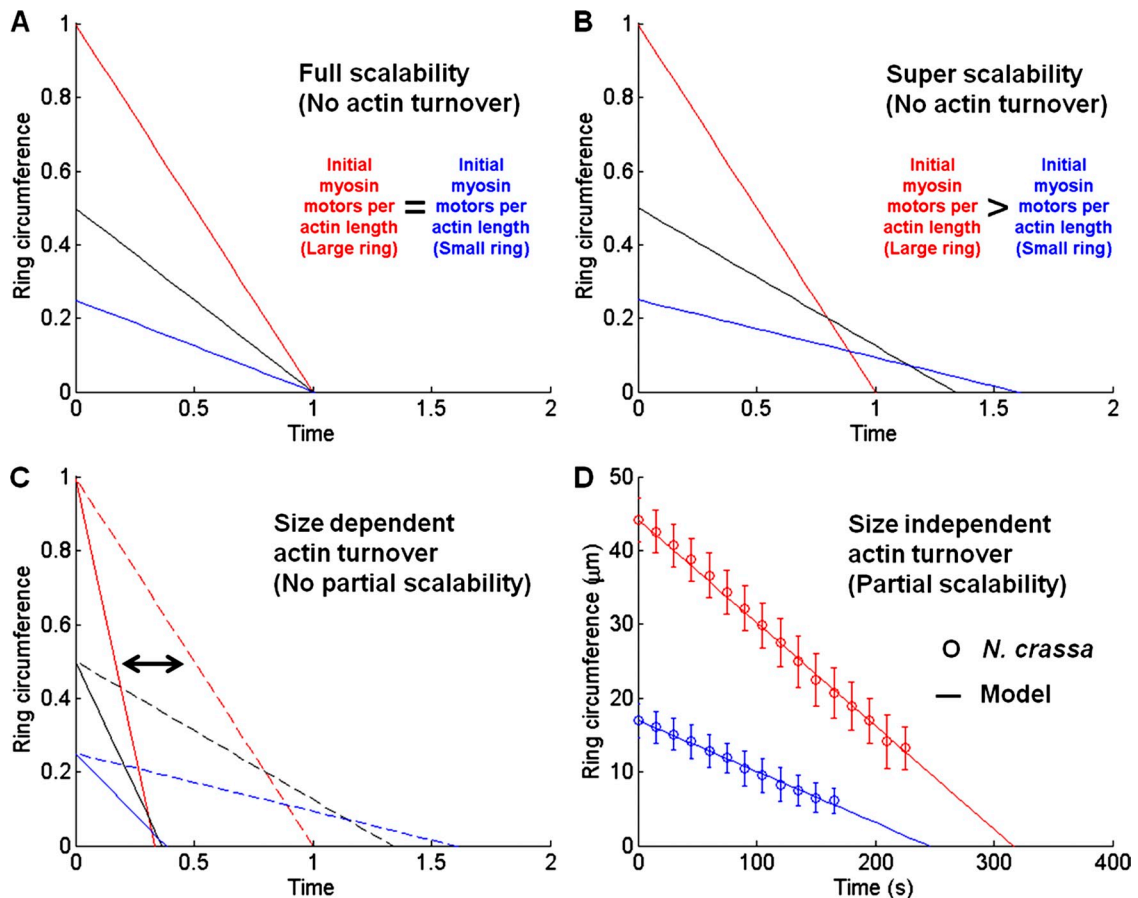 A
Ring circumference
1
0.8
0.6
0.4
0.2
0
0
0.5
1
1.5
2
Time
Full scalability
(No actin turnover)
Initial
myosin
motors per
actin length
(Large ring)
=
Initial
myosin
motors per
actin length
(Small ring)
B
Ring circumference
1
0.8
0.6
0.4
0.2
0
0
0.5
1
1.5
2
Time
Super scalability
(No actin turnover)
Initial
myosin
motors per
actin length
(Large ring)
>
Initial
myosin
motors per
actin length
(Small ring)
C
Ring circumference
1
0.8
0.6
0.4
0.2
0
0
0.5
1
1.5
2
Time
Size dependent
actin turnover
(No partial scalability)
D
Ring circumference (μm)
50
40
30
20
10
0
0
100
200
300
400
Time (s)
Size independent
actin turnover
(Partial scalability)
N. crassa
Model